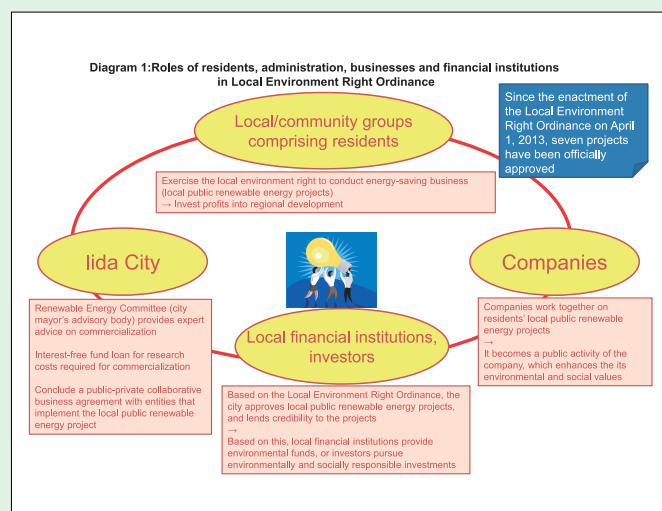 Diagram 1:Roles of residents, administration, businesses and financial institutions
in Local Environment Right Ordinance
Local/community groups
comprising residents
Since the enactment of
the Local Environment
Right Ordinance on April
1, 2013, seven projects
have been officially
approved
Exercise the local environment right to conduct energy-saving business
(local public renewable energy projects)
→ Invest profits into regional development
Iida City
Companies
Renewable Energy Committee (city
mayor's advisory body) provides expert
advice on commercialization
Interest-free fund loan for research
costs required for commercialization
Conclude a public-private collaborative
business agreement with entities that
implement the local public renewable
energy project
Local financial institutions,
investors
Companies work together on
residents' local public renewable
energy projects
→
It becomes a public activity of the
company, which enhances the its
environmental and social values
Based on the Local Environment Right Ordinance, the
city approves local public renewable energy projects,
and lends credibility to the projects
→
Based on this, local financial institutions provide
environmental funds, or investors pursue
environmentally and socially responsible investments